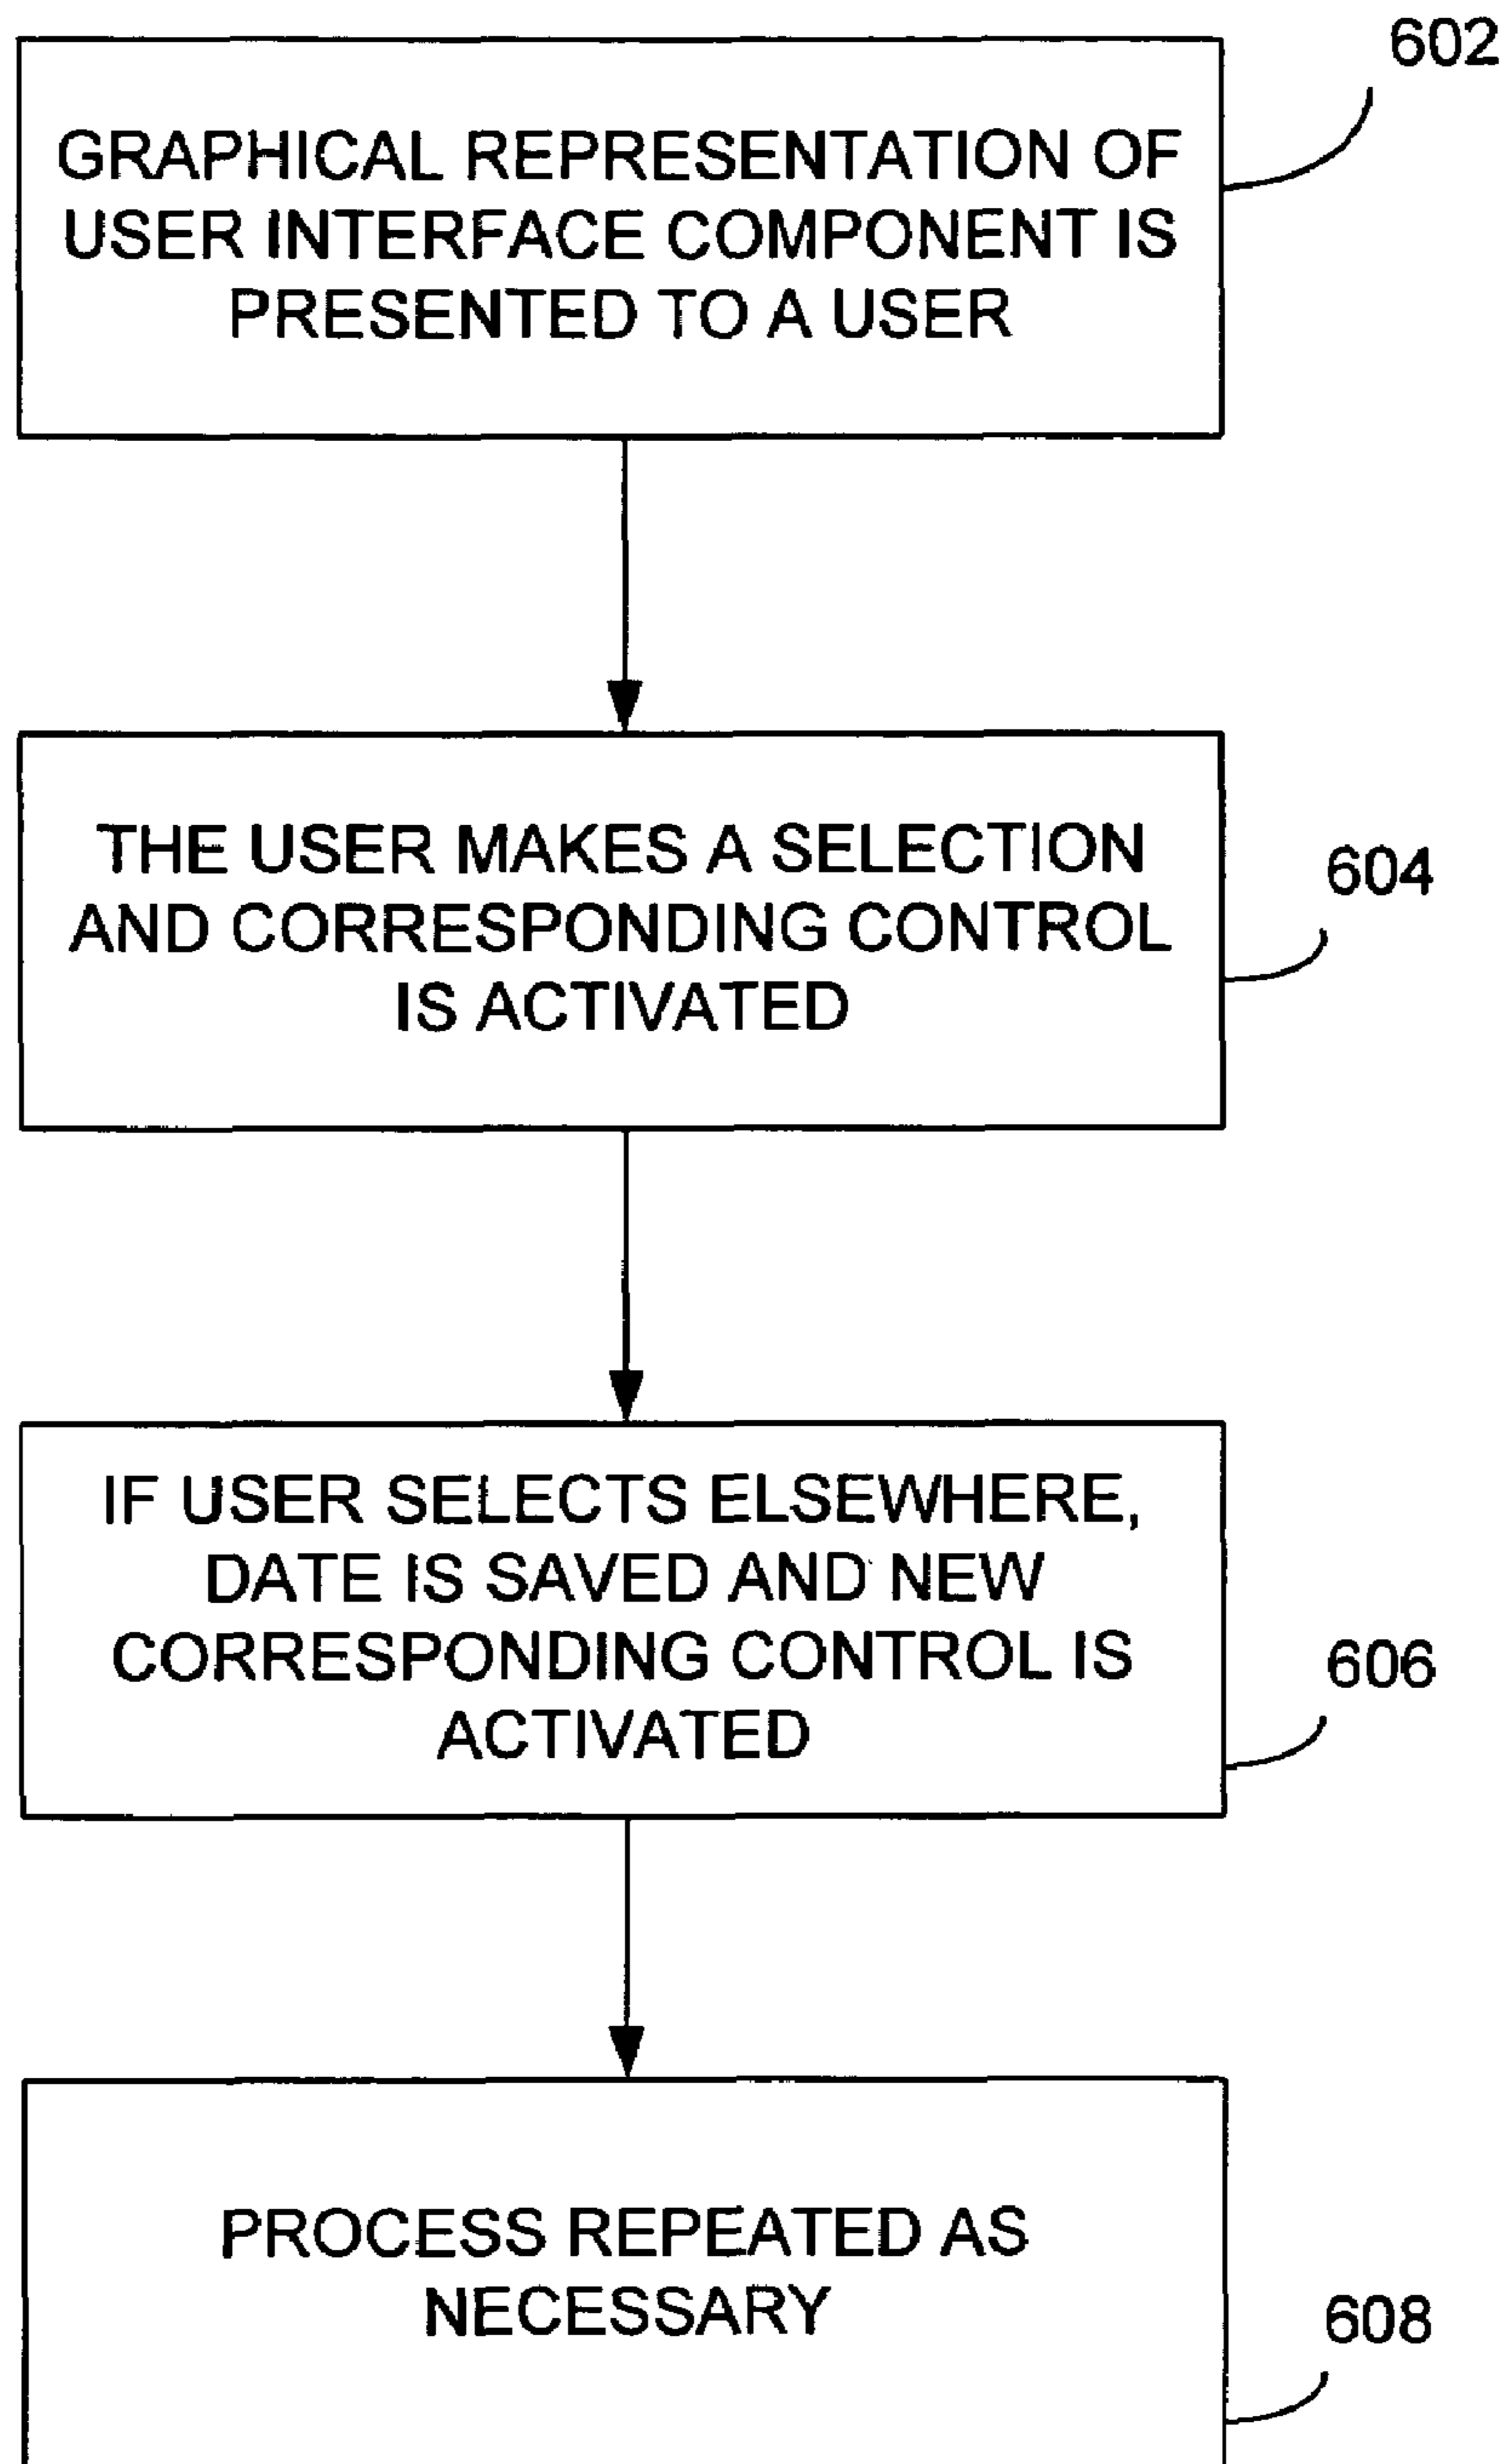 602
GRAPHICAL REPRESENTATION OF
USER INTERFACE COMPONENT IS
PRESENTED TO A USER
THE USER MAKES A SELECTION
AND CORRESPONDING CONTROL
IS ACTIVATED
604
IF USER SELECTS ELSEWHERE,
DATE IS SAVED AND NEW
CORRESPONDING CONTROL IS
ACTIVATED
606
PROCESS REPEATED AS
NECESSARY
608